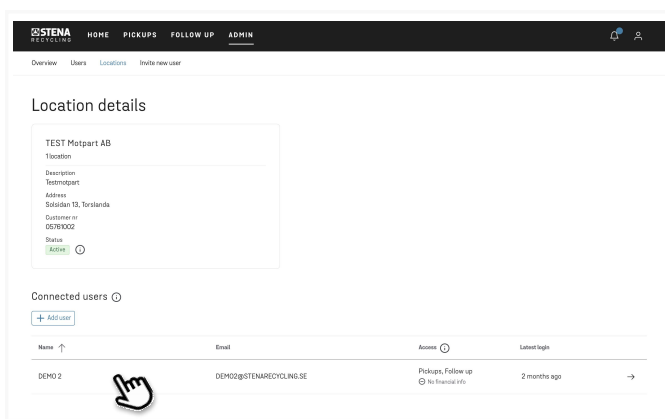 STENA
RECYCLING
HOME PICKUPS FOLLOW UP ADMIN
Overview Users Locations Invite new user
Location details
TEST Motpart AB
1 location
Description
Testmotpart
Address
Solsidan 13, Torslanda
Customer nr
05761002
Status
Active
Connected users
+ Add user
Name Email Access Latest login
DEMO 2 DEMO2@STENARECYCLING.SE Pickups, Follow up 2 months ago
No financial info